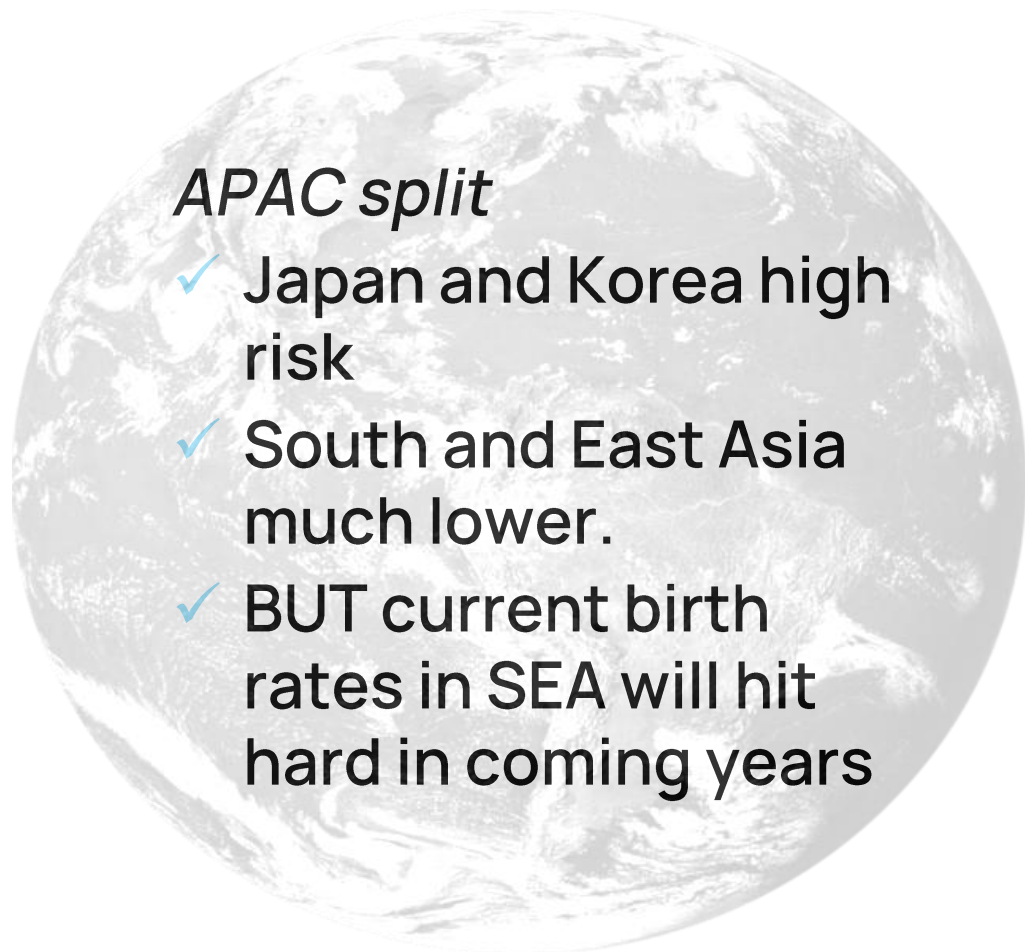 APAC split
✓ Japan and Korea high
risk
✓ South and East Asia
much lower.
✓ BUT current birth
rates in SEA will hit
hard in coming years